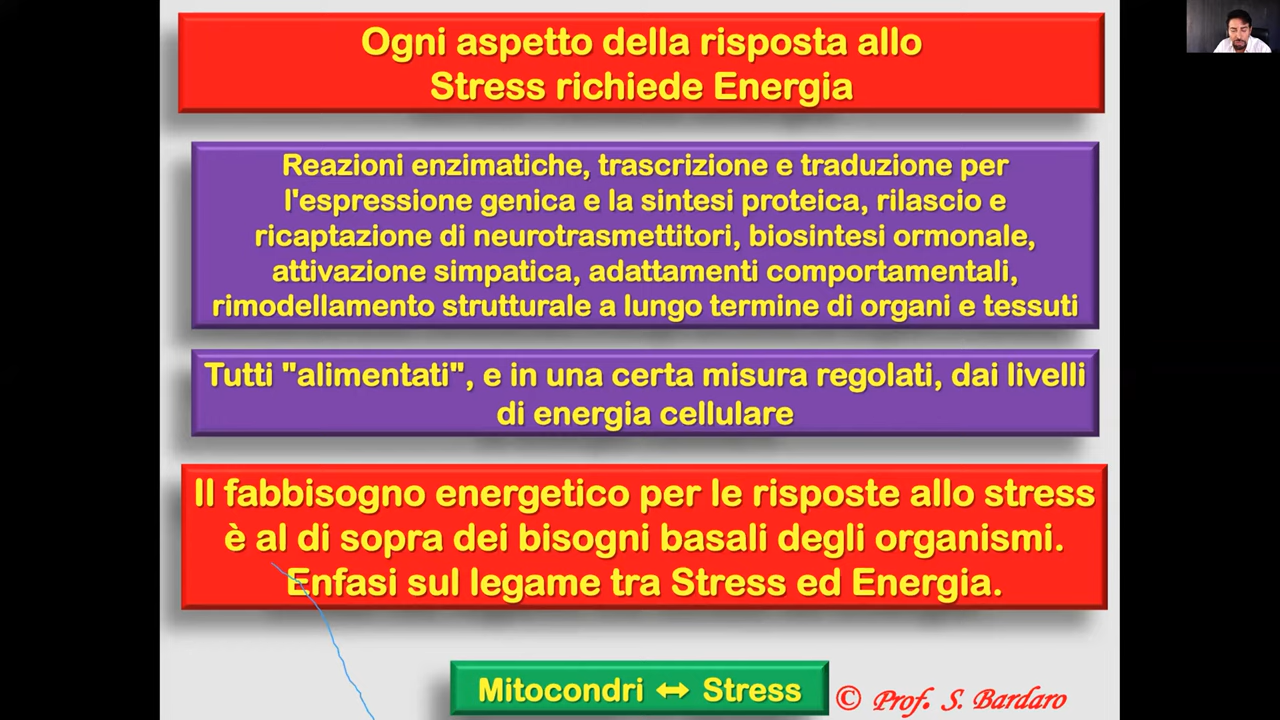 Ogni aspetto della risposta allo
Stress richiede Energia
Reazioni enzimatiche, trascrizione e traduzione per
l'espressione genica e la sintesi proteica, rilascio e
ricaptazione di neurotrasmettitori, biosintesi ormonale,
attivazione simpatica, adattamenti comportamentali,
rimodellamento strutturale a lungo termine di organi e tessuti
Tutti "alimentati", e in una certa misura regolati, dai livelli
di energia cellulare
Il fabbisogno energetico per le risposte allo stress
è al di sopra dei bisogni basali degli organismi.
Enfasi sul legame tra Stress ed Energia.
Mitocondri ↔ Stress
© Prof. S. Bardaro